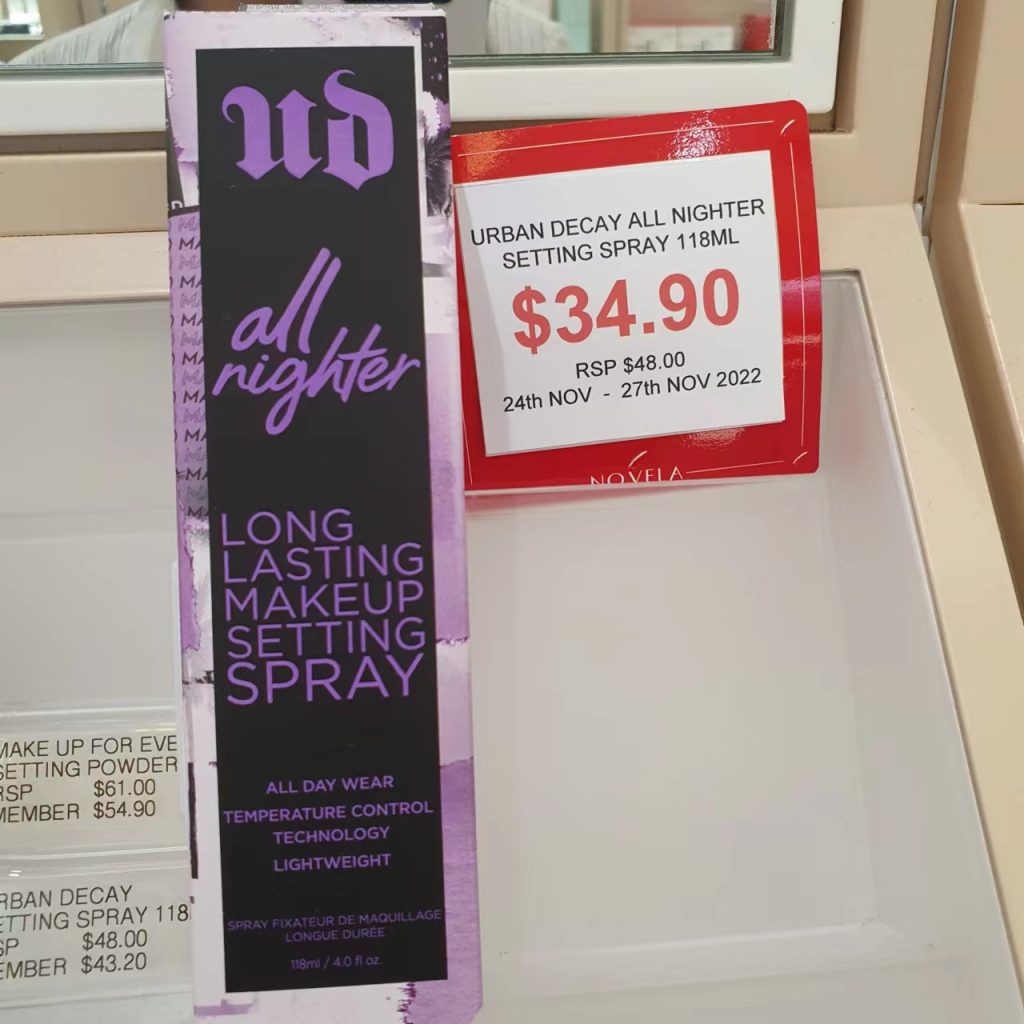 ud
all
nighter
LONG
LASTING
MAKEUP
SETTING
SPRAY
ALL DAY WEAR
TEMPERATURE CONTROL
TECHNOLOGY
LIGHTWEIGHT
SPRAY FIXATEUR DE MAQUILLAGE
LONGUE DURÉE
118ml / 4.0 fl oz.
URBAN DECAY ALL NIGHTER
SETTING SPRAY 118ML
$34.90
RSP $48.00
24th NOV - 27th NOV 2022
NOVELA
MAKE UP FOR EVE
SETTING POWDER
RSP $61.00
MEMBER $54.90
RBAN DECAY
ETTING SPRAY 118
SP $48.00
EMBER $43.20